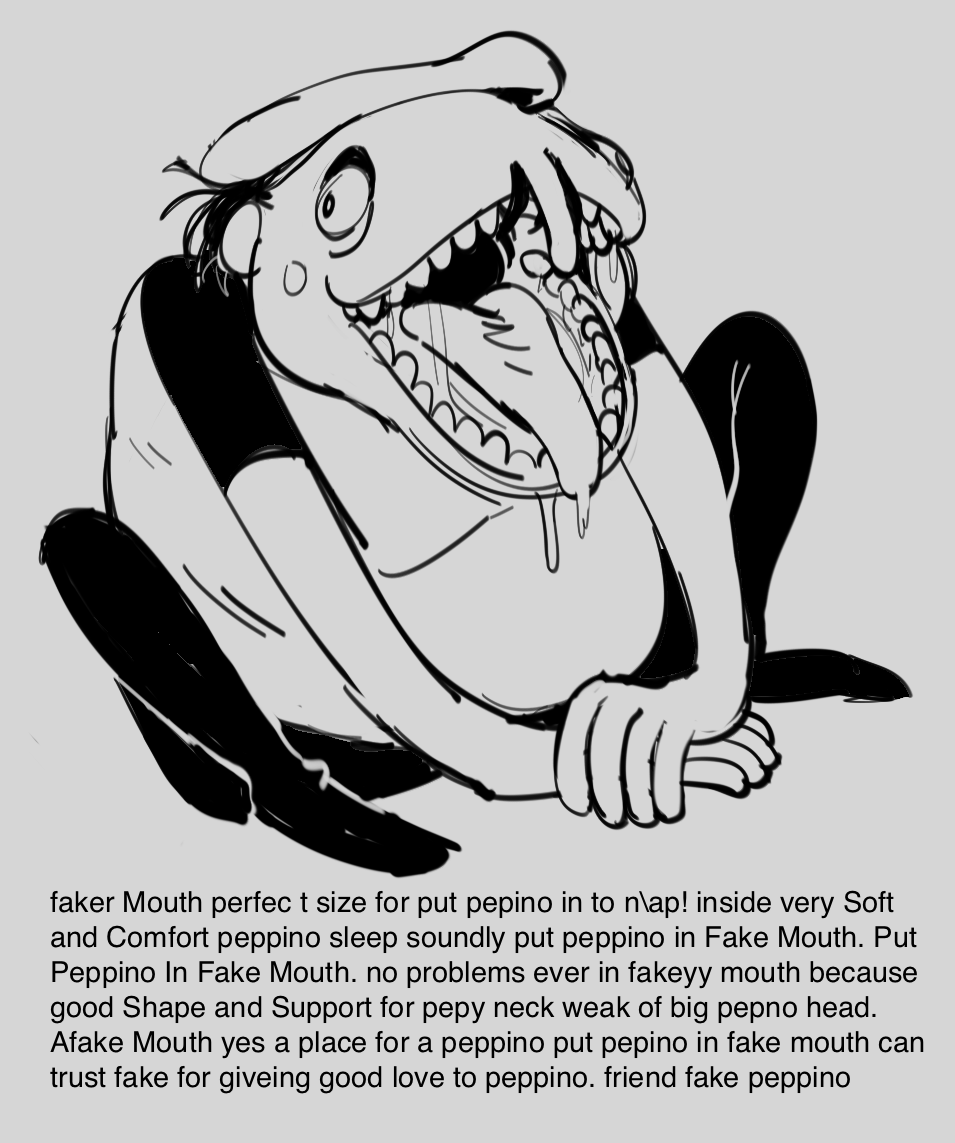 faker Mouth perfec t size for put pepino in to n\ap! inside very Soft
and Comfort peppino sleep soundly put peppino in Fake Mouth. Put
Peppino In Fake Mouth. no problems ever in fakeyy mouth because
good Shape and Support for pepy neck weak of big pepno head.
Afake Mouth yes a place for a peppino put pepino in fake mouth can
trust fake for giveing good love to peppino. friend fake peppino